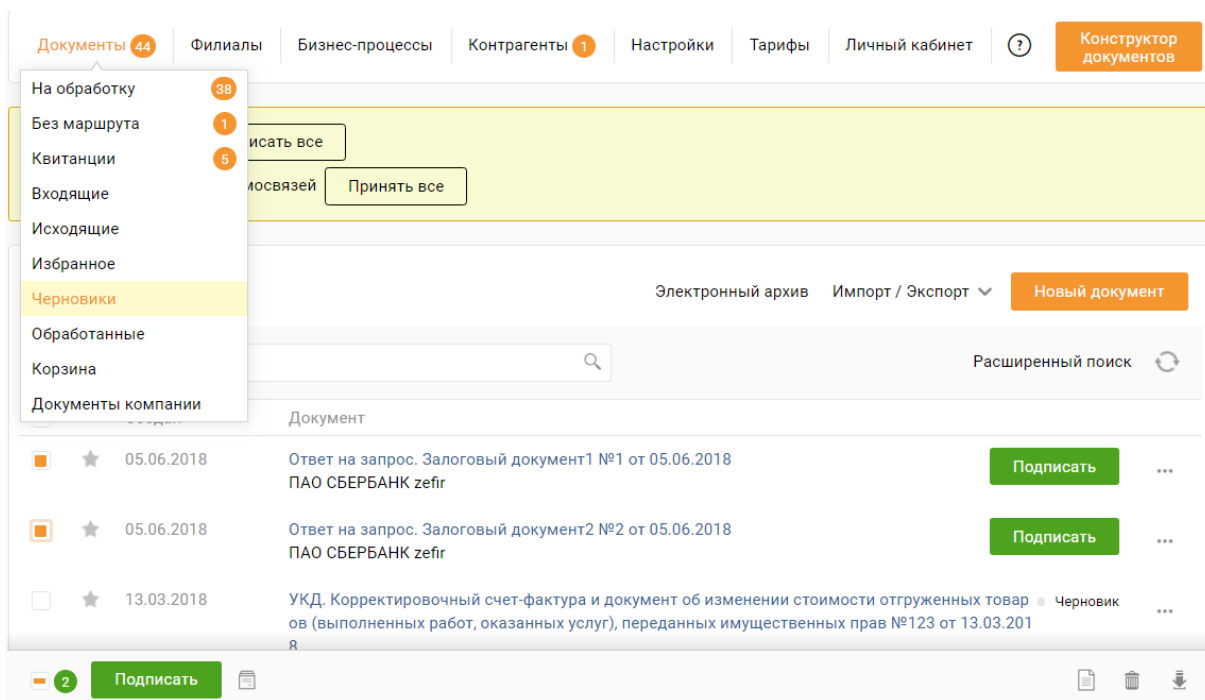 Документы 44 Филиалы Бизнес-процессы Контрагенты 1 Настройки Тарифы Личный кабинет ? Конструктор документов
На обработку 38
Без маршрута 1
Квитанции 5
Входящие
Исходящие
Избранное
Черновики
Обработанные
Корзина
Документы компании
все
Принять все
Электронный архив Импорт / Экспорт Новый документ
Расширенный поиск
Документ
05.06.2018 Ответ на запрос. Залоговый документ1 №1 от 05.06.2018 Подписать ...
ПАО СБЕРБАНК zefir
05.06.2018 Ответ на запрос. Залоговый документ2 №2 от 05.06.2018 Подписать ...
ПАО СБЕРБАНК zefir
13.03.2018 УКД. Корректировочный счет-фактура и документ об изменении стоимости отгруженных товар Черновик ...
ов (выполненных работ, оказанных услуг), переданных имущественных прав №123 от 13.03.201
8
2 Подписать